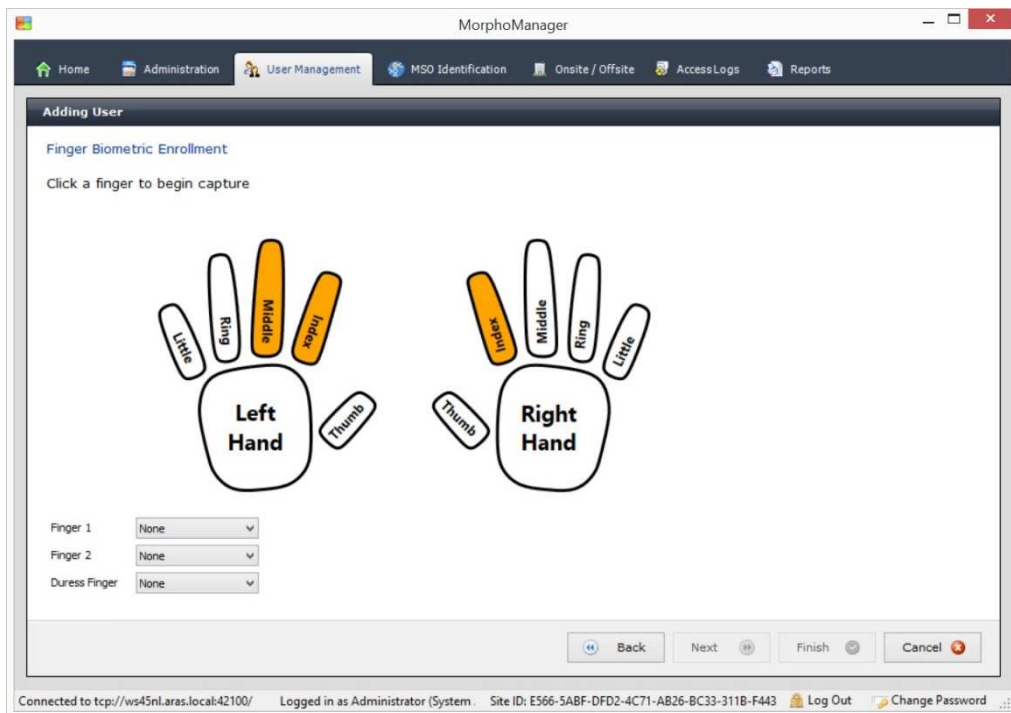 MorphoManager
Home Administration User Management MSO Identification Onsite / Offsite Access Logs Reports
Adding User
Finger Biometric Enrollment
Click a finger to begin capture
Little Ring Middle Index Thumb
Left
Hand
Thumb Index Middle Ring Little
Right
Hand
Finger 1 None
Finger 2 None
Duress Finger None
Back Next Finish Cancel
Connected to tcp://ws45nl.aras.local:42100/ Logged in as Administrator (System . Site ID: E566-5ABF-DFD2-4C71-AB26-BC33-311B-F443 Log Out Change Password